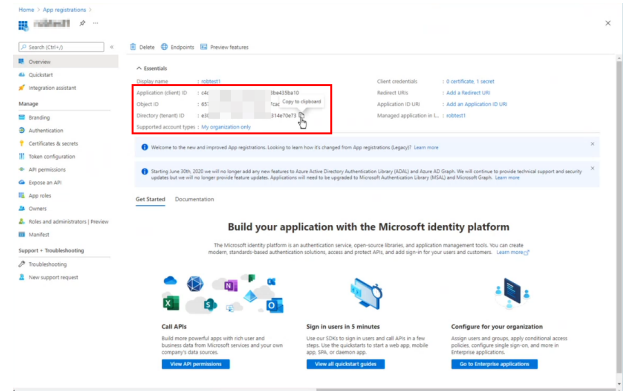 Home > App registrations >
Search (Ctrl+/)
Delete Endpoints Preview features
Overview
Quickstart
Integration assistant
Manage
Branding
Authentication
Certificates & secrets
Token configuration
API permissions
Expose an API
App roles
Owners
Roles and administrators | Preview
Manifest
Support + Troubleshooting
Troubleshooting
New support request
Essentials
Display name : robtest1
Application (client) ID :
Object ID :
Directory (tenant) ID :
Supported account types : My organization only
Copy to clipboard
Client credentials : 0 certificate, 1 secret
Redirect URIs : Add a Redirect URI
Application ID URI : Add an Application ID URI
Managed application in l... : robtest1
Welcome to the new and improved App registrations. Looking to learn how it's changed from App registrations (Legacy)? Learn more
Starting June 30th, 2020 we will no longer add any new features to Azure Active Directory Authentication Library (ADAL) and Azure AD Graph. We will continue to provide technical support and security
updates but we will no longer provide feature updates. Applications will need to be upgraded to Microsoft Authentication Library (MSAL) and Microsoft Graph. Learn more
Get Started Documentation
Build your application with the Microsoft identity platform
The Microsoft identity platform is an authentication service, open-source libraries, and application management tools. You can create
modern, standards-based authentication solutions, access and protect APIs, and add sign-in for your users and customers. Learn more
Call APIs
Build more powerful apps with rich user and
business data from Microsoft services and your own
company's data sources.
View API permissions
Sign in users in 5 minutes
Use our SDKs to sign in users and call APIs in a few
steps. Use the quickstarts to start a web app, mobile
app, SPA, or daemon app.
View all quickstart guides
Configure for your organization
Assign users and groups, apply conditional access
policies, configure single sign-on, and more in
Enterprise applications.
Go to Enterprise applications